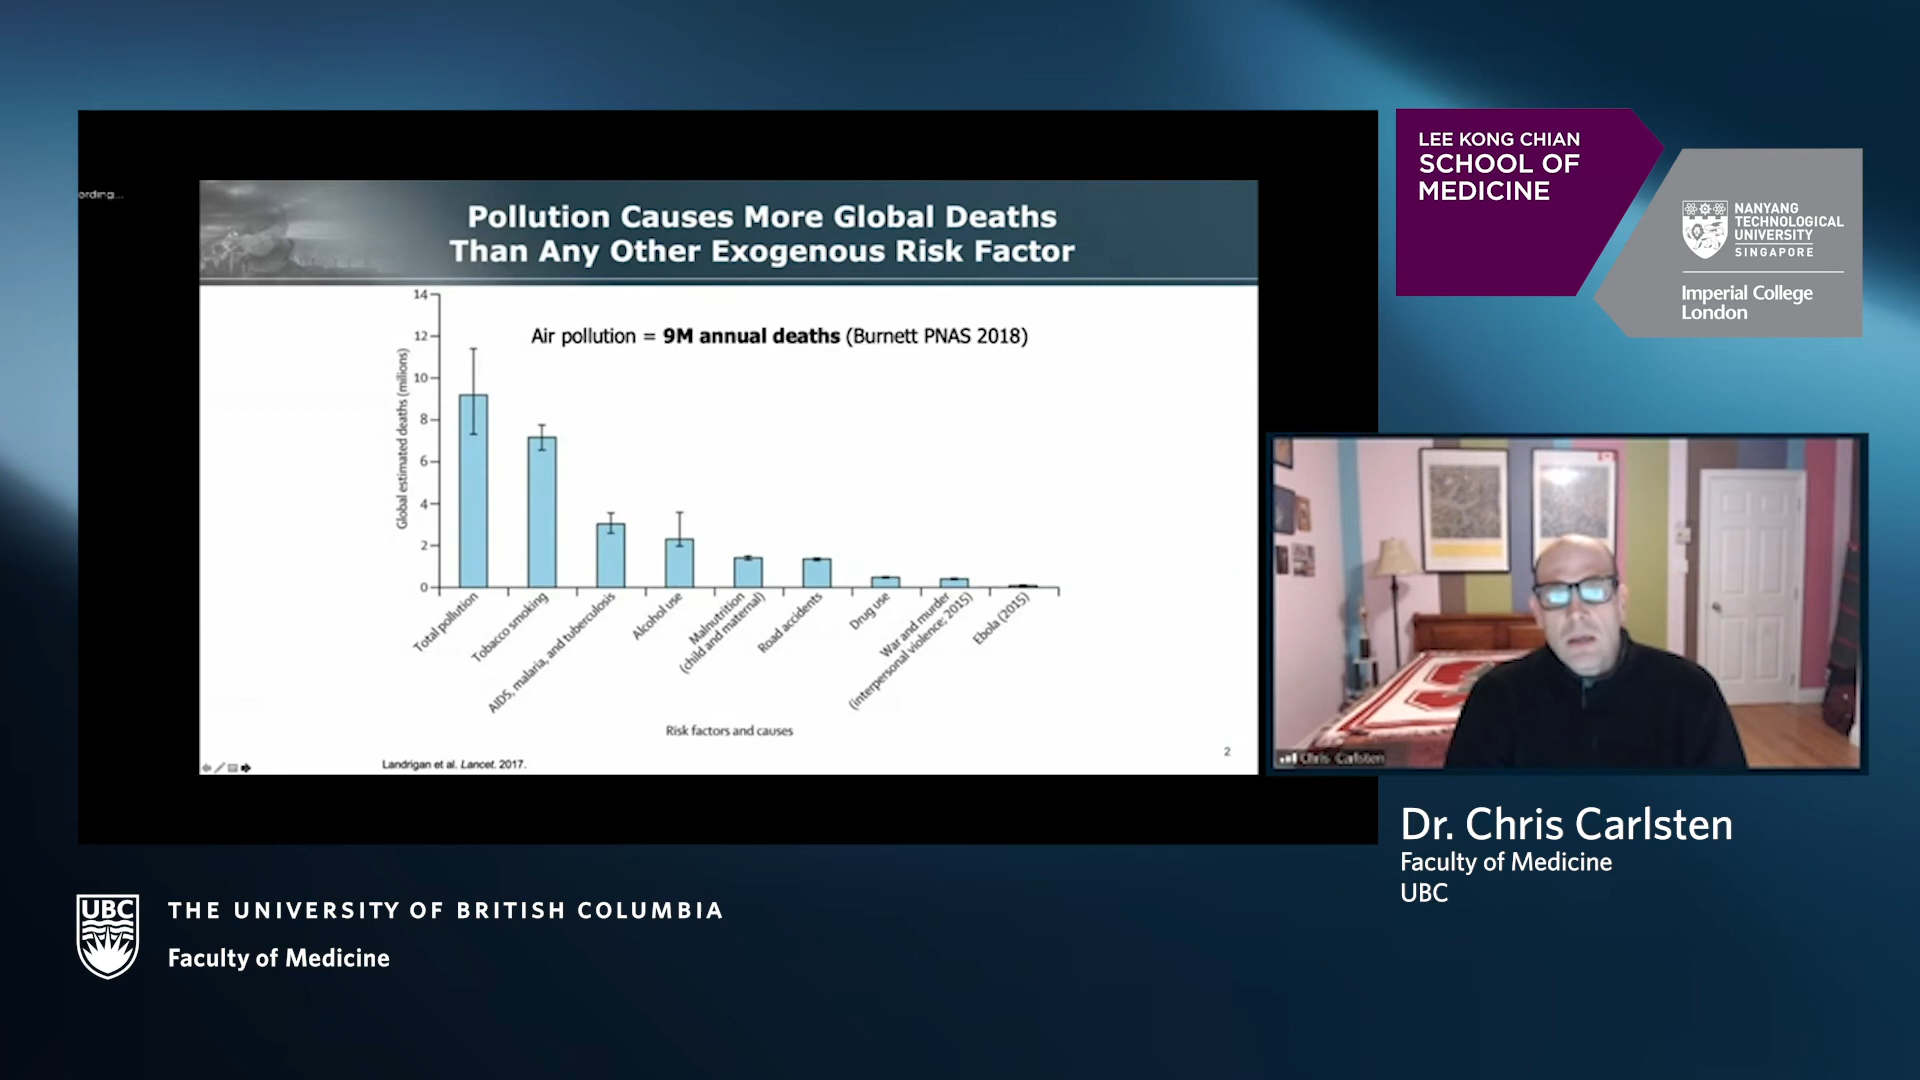 ording...
Pollution Causes More Global Deaths
Than Any Other Exogenous Risk Factor
Air pollution = 9M annual deaths (Burnett PNAS 2018)
Global estimated deaths (millions)
14
12
10
8
6
4
2
0
Total pollution
Tobacco smoking
AIDS, malaria, and tuberculosis
Alcohol use
Malnutrition
(child and maternal)
Road accidents
Drug use
War and murder
(interpersonal violence; 2015)
Ebola (2015)
Risk factors and causes
Landrigan et al. Lancet. 2017.
2
LEE KONG CHIAN
SCHOOL OF
MEDICINE
NANYANG
TECHNOLOGICAL
UNIVERSITY
SINGAPORE
Imperial College
London
Chris Carlsten
Dr. Chris Carlsten
Faculty of Medicine
UBC
UBC
THE UNIVERSITY OF BRITISH COLUMBIA
Faculty of Medicine